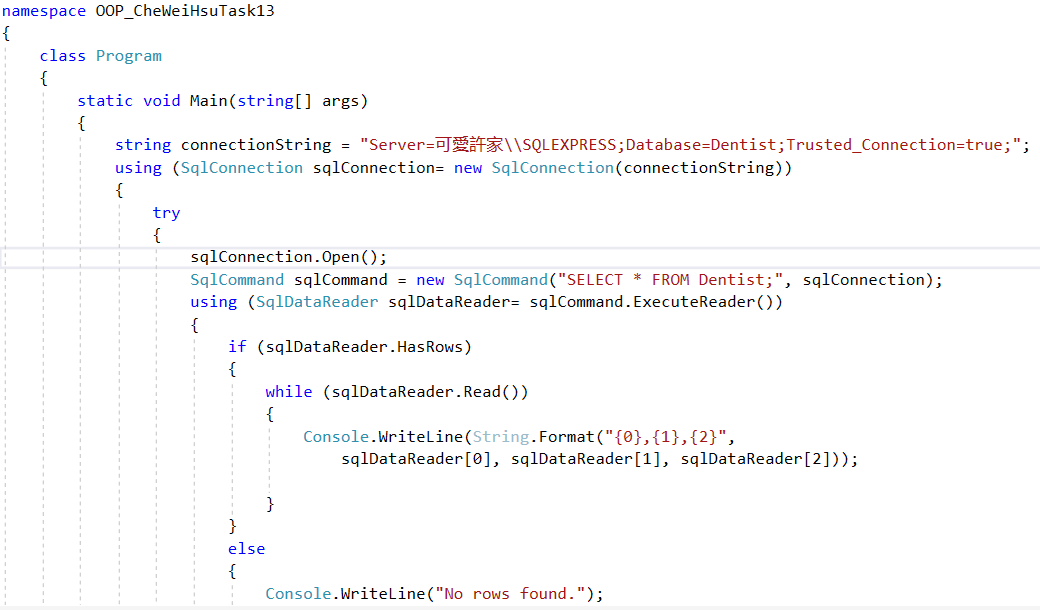 namespace OOP_CheWeiHsuTask13
{
class Program
{
static void Main(string[] args)
{
string connectionString = "Server=可愛許家\\SQLEXPRESS;Database=Dentist;Trusted_Connection=true;";
using (SqlConnection sqlConnection= new SqlConnection(connectionString))
{
try
{
sqlConnection.Open();
SqlCommand sqlCommand = new SqlCommand("SELECT * FROM Dentist;", sqlConnection);
using (SqlDataReader sqlDataReader= sqlCommand.ExecuteReader())
{
if (sqlDataReader.HasRows)
{
while (sqlDataReader.Read())
{
Console.WriteLine(String.Format("{0},{1},{2}",
sqlDataReader[0], sqlDataReader[1], sqlDataReader[2]));
}
}
else
{
Console.WriteLine("No rows found.");